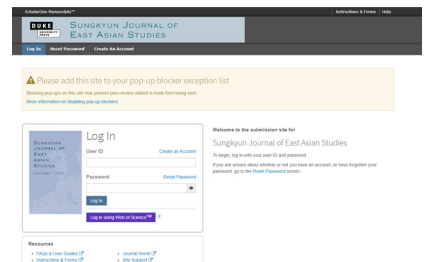 ScholarOne Manuscripts™
Instructions & Forms Help
DUKE
UNIVERSITY
PRESS
SUNGKYUN JOURNAL OF
EAST ASIAN STUDIES
Log In Reset Password Create An Account
Please add this site to your pop-up blocker exception list
Blocking pop-ups on this site may prevent peer-review related e-mails from being sent.
More information on disabling pop-up blockers
SUNGKYUN
JOURNAL OF
EAST
ASIAN
STUDIES
Log In
User ID Create an Account
Password Reset Password
Log In
Log in using Web of Science™ ?
Welcome to the submission site for
Sungkyun Journal of East Asian Studies
To begin, log in with your user ID and password.
If you are unsure about whether or not you have an account, or have forgotten your
password, go to the Reset Password screen.
Resources
FAQs & User Guides
Journal Home
Instructions & Forms
Site Support